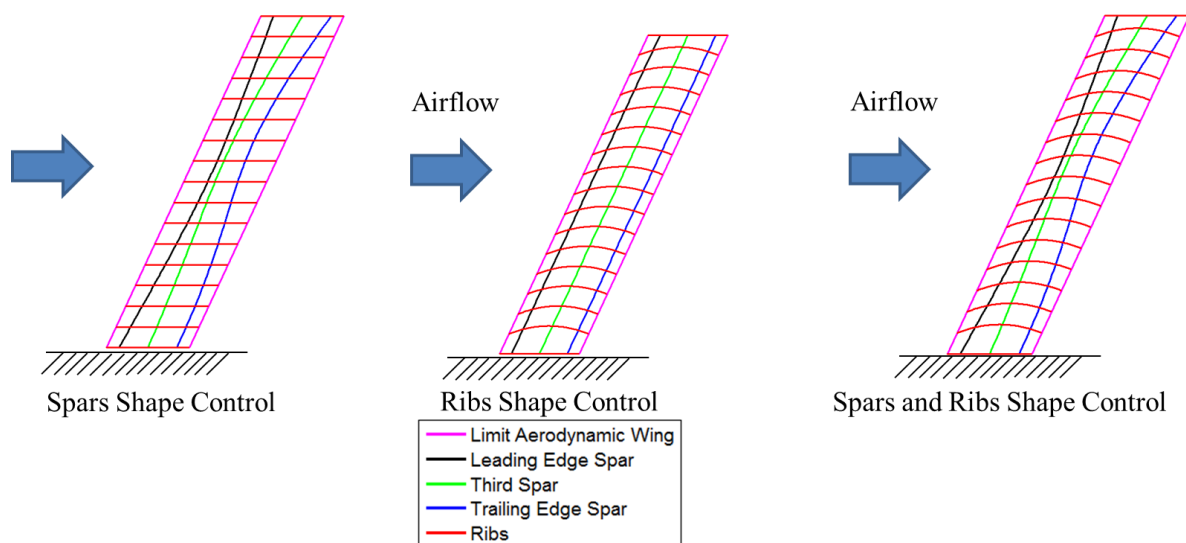 Airflow
Airflow
Spars Shape Control
Ribs Shape Control
Spars and Ribs Shape Control
Limit Aerodynamic Wing
Leading Edge Spar
Third Spar
Trailing Edge Spar
Ribs